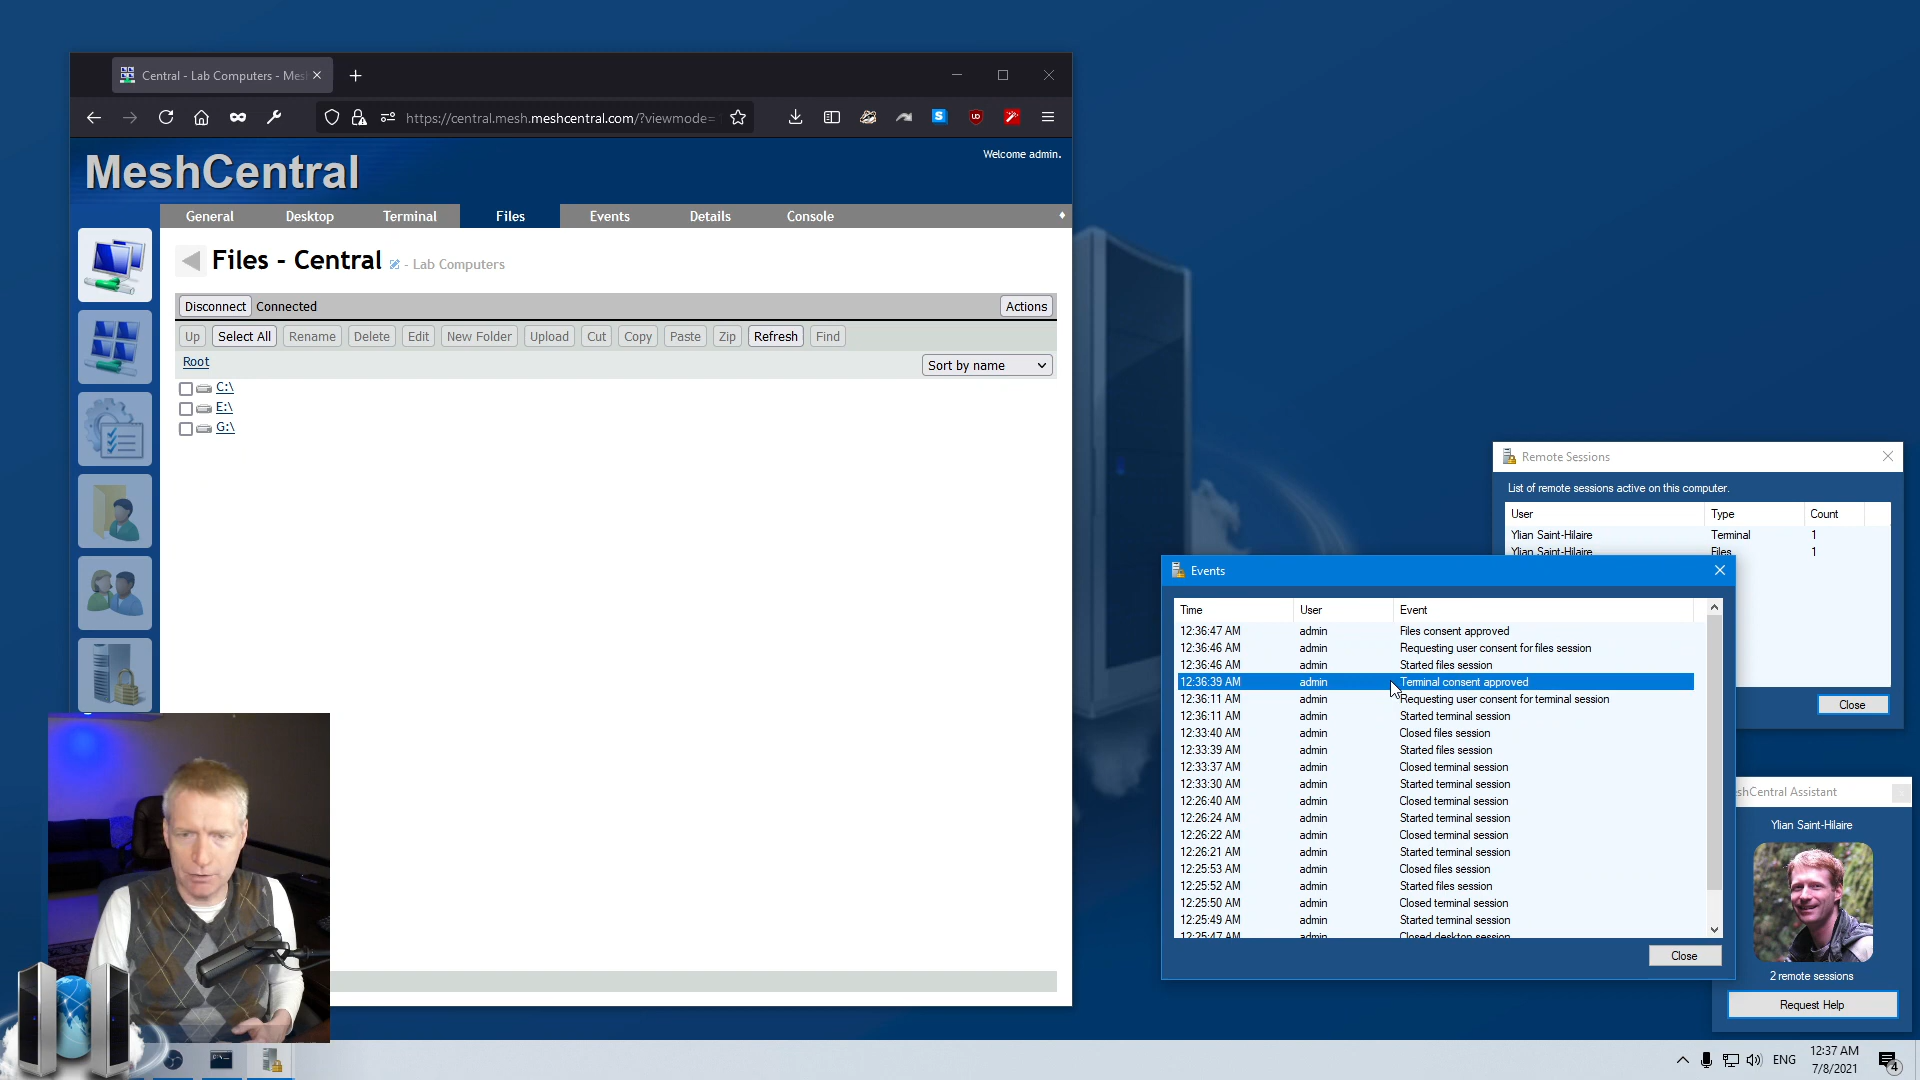 Central - Lab Computers - Mes
https://central.mesh.meshcentral.com/?viewmode=
MeshCentral
Welcome admin.
General Desktop Terminal Files Events Details Console
Files - Central - Lab Computers
Disconnect Connected Actions
Up Select All Rename Delete Edit New Folder Upload Cut Copy Paste Zip Refresh Find
Root
Sort by name
C:\
E:\
G:\
Remote Sessions
List of remote sessions active on this computer.
User Type Count
Ylian Saint-Hilaire Terminal 1
Ylian Saint-Hilaire Files 1
Close
Events
Time User Event
12:36:47 AM admin Files consent approved
12:36:46 AM admin Requesting user consent for files session
12:36:46 AM admin Started files session
12:36:39 AM admin Terminal consent approved
12:36:11 AM admin Requesting user consent for terminal session
12:36:11 AM admin Started terminal session
12:33:40 AM admin Closed files session
12:33:39 AM admin Started files session
12:33:37 AM admin Closed terminal session
12:33:30 AM admin Started terminal session
12:26:40 AM admin Closed terminal session
12:26:24 AM admin Started terminal session
12:26:22 AM admin Closed terminal session
12:26:21 AM admin Started terminal session
12:25:53 AM admin Closed files session
12:25:52 AM admin Started files session
12:25:50 AM admin Closed terminal session
12:25:49 AM admin Started terminal session
12:25:47 AM admin Closed desktop session
Close
shCentral Assistant
Ylian Saint-Hilaire
2 remote sessions
Request Help
ENG
12:37 AM
7/8/2021
4